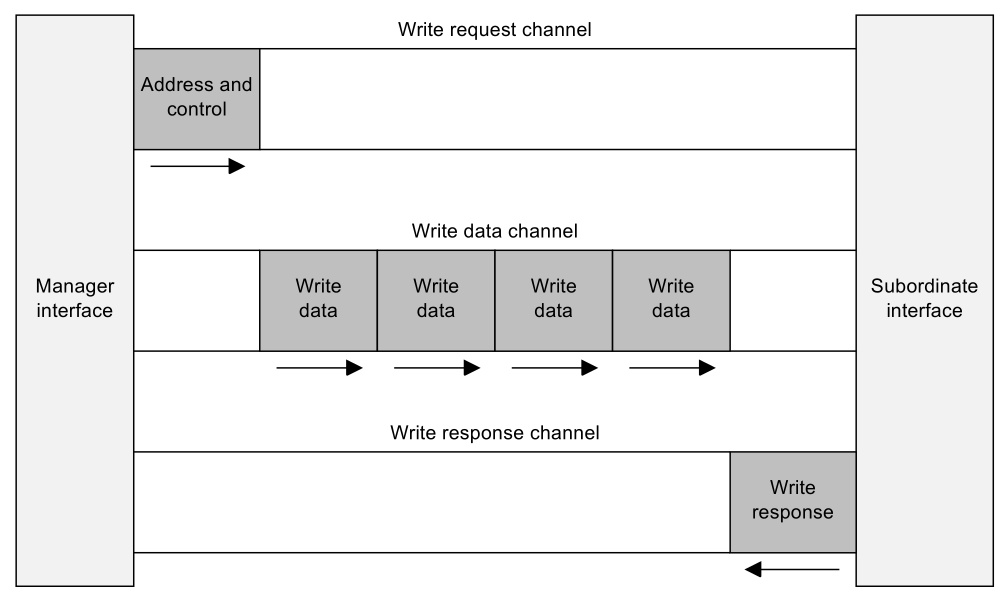 Write request channel
Address and
control
Write data channel
Manager
interface
Write
data
Write
data
Write
data
Write
data
Subordinate
interface
Write response channel
Write
response